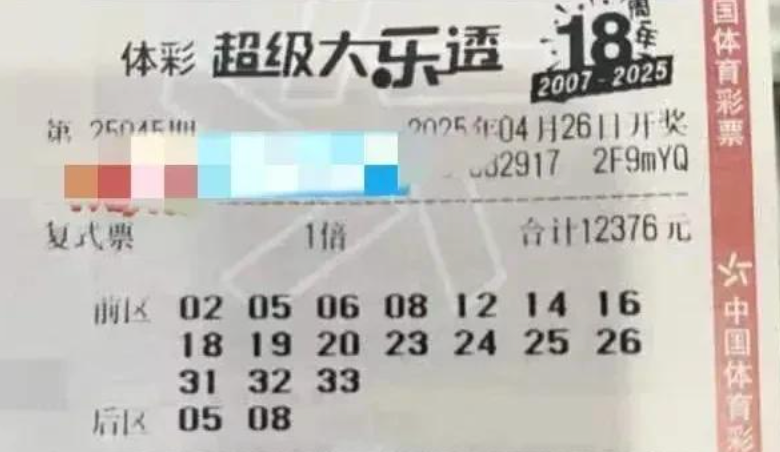 体彩 超级大乐透 18周年
2007-2025
第 25045期 2025年04月26日开奖
32917 2F9mYQ
复式票 1倍 合计12376元
前区 02 05 06 08 12 14 16
18 19 20 23 24 25 26
31 32 33
后区 05 08
国体育彩票
中国体育彩